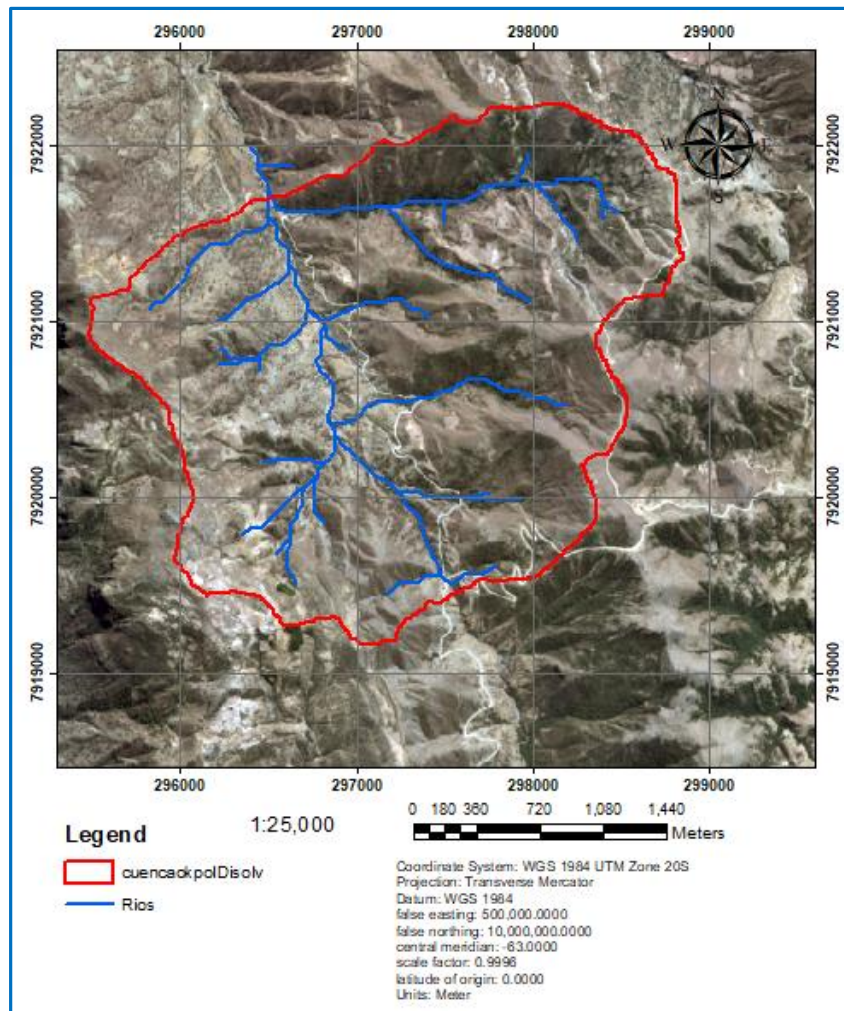 296000 297000 298000 299000
N
W E
S
7922000 7922000
7921000 7921000
7920000 7920000
7919000 7919000
296000 297000 298000 299000
Legend
cuencaokpolDisolv
Rios
1:25,000
0 180 360 720 1,080 1,440
Meters
Coordinate System: WGS 1984 UTM Zone 20S
Projection: Transverse Mercator
Datum: WGS 1984
false easting: 500,000.0000
false northing: 10,000,000.0000
central meridian: -63.0000
scale factor: 0.9996
latitude of origin: 0.0000
Units: Meter